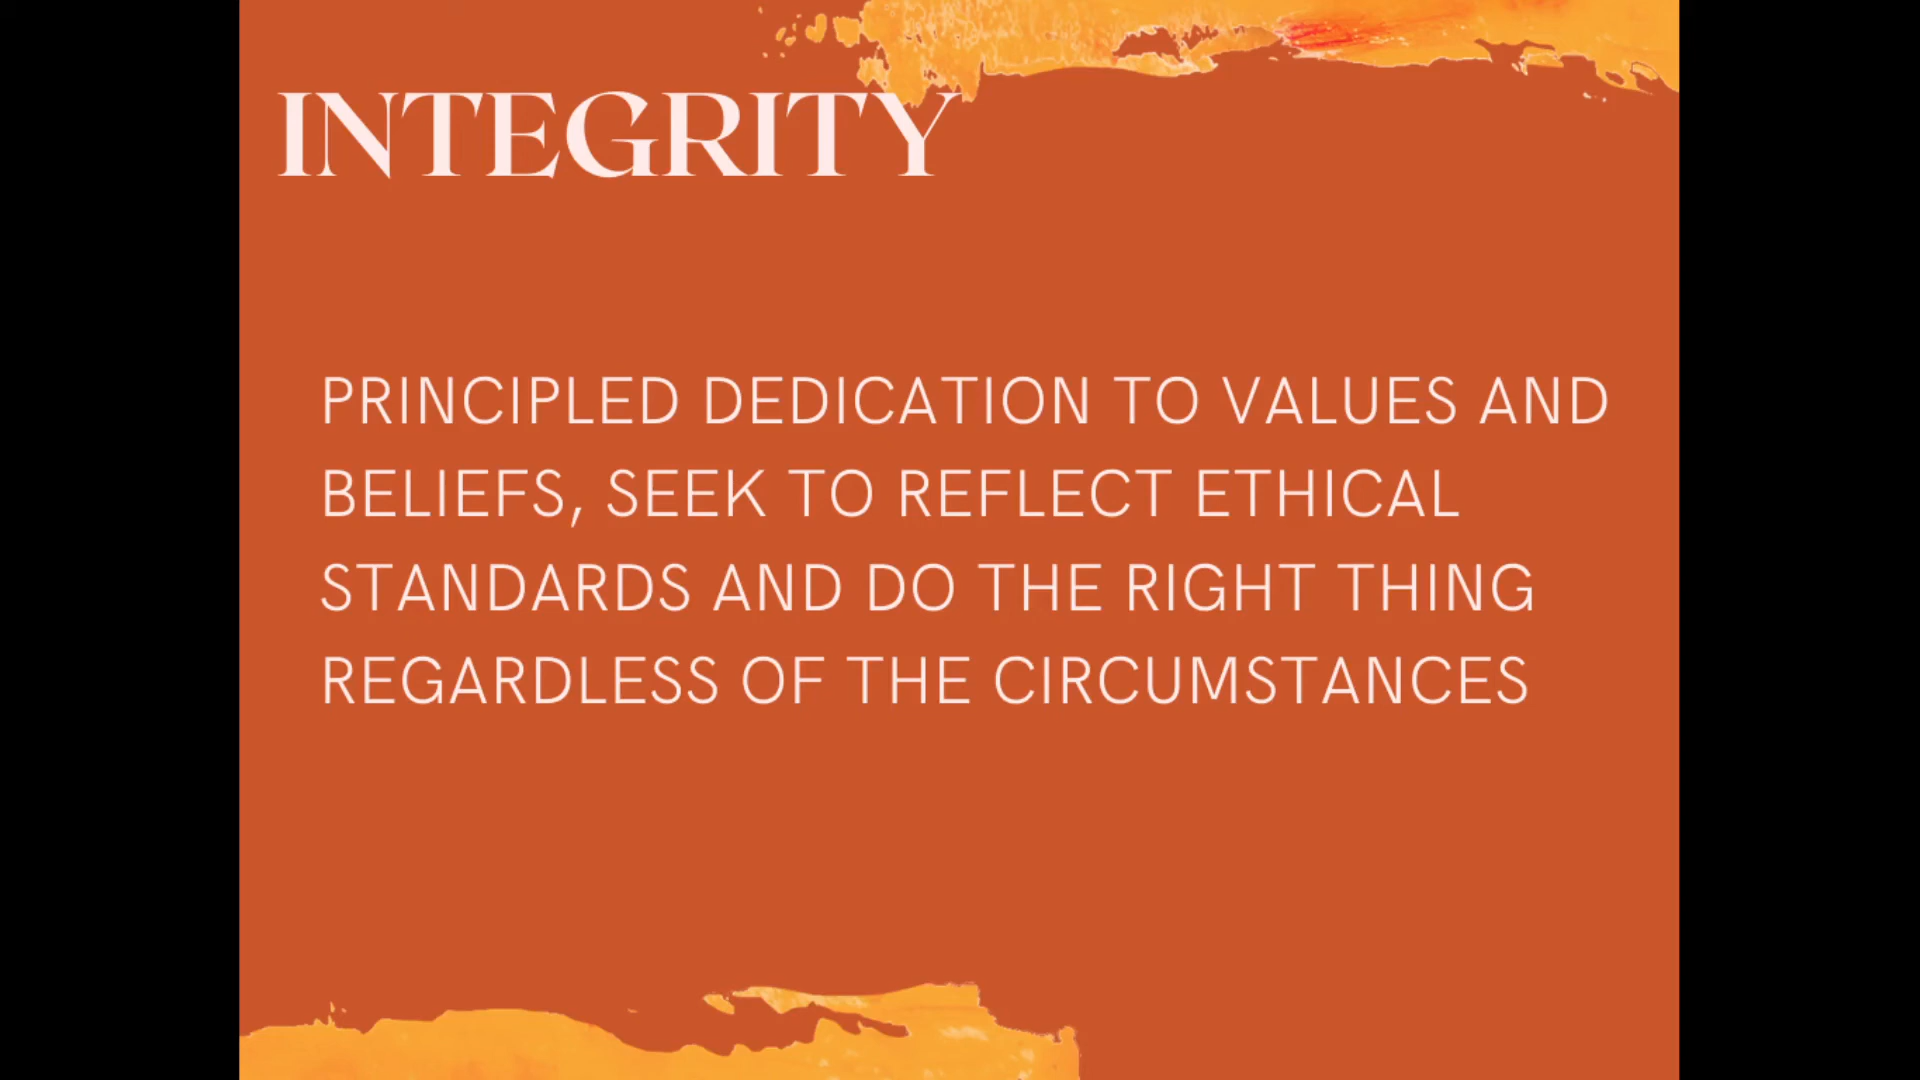 INTEGRITY
PRINCIPLED DEDICATION TO VALUES AND
BELIEFS, SEEK TO REFLECT ETHICAL
STANDARDS AND DO THE RIGHT THING
REGARDLESS OF THE CIRCUMSTANCES